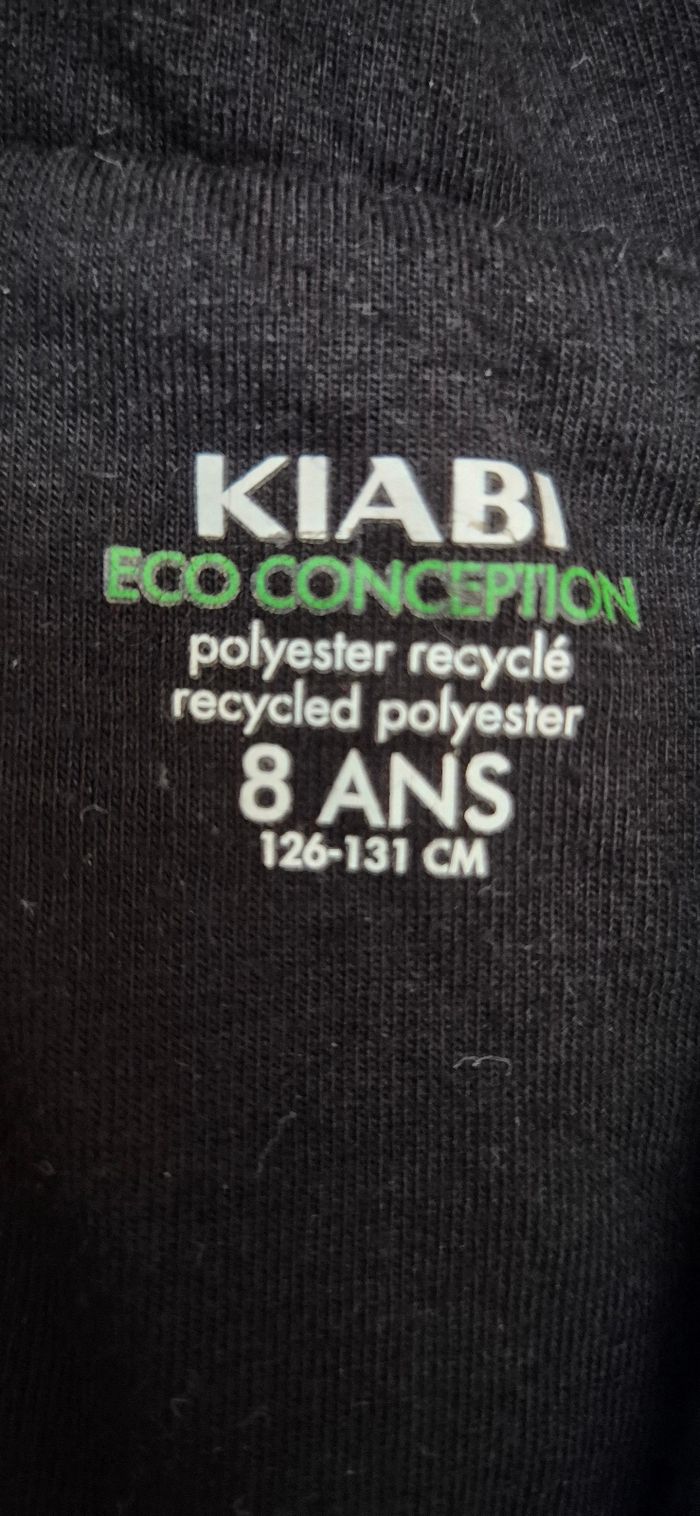 KIABI
ECO CONCEPTION
polyester recyclé
recycled polyester
8 ANS
126-131 CM